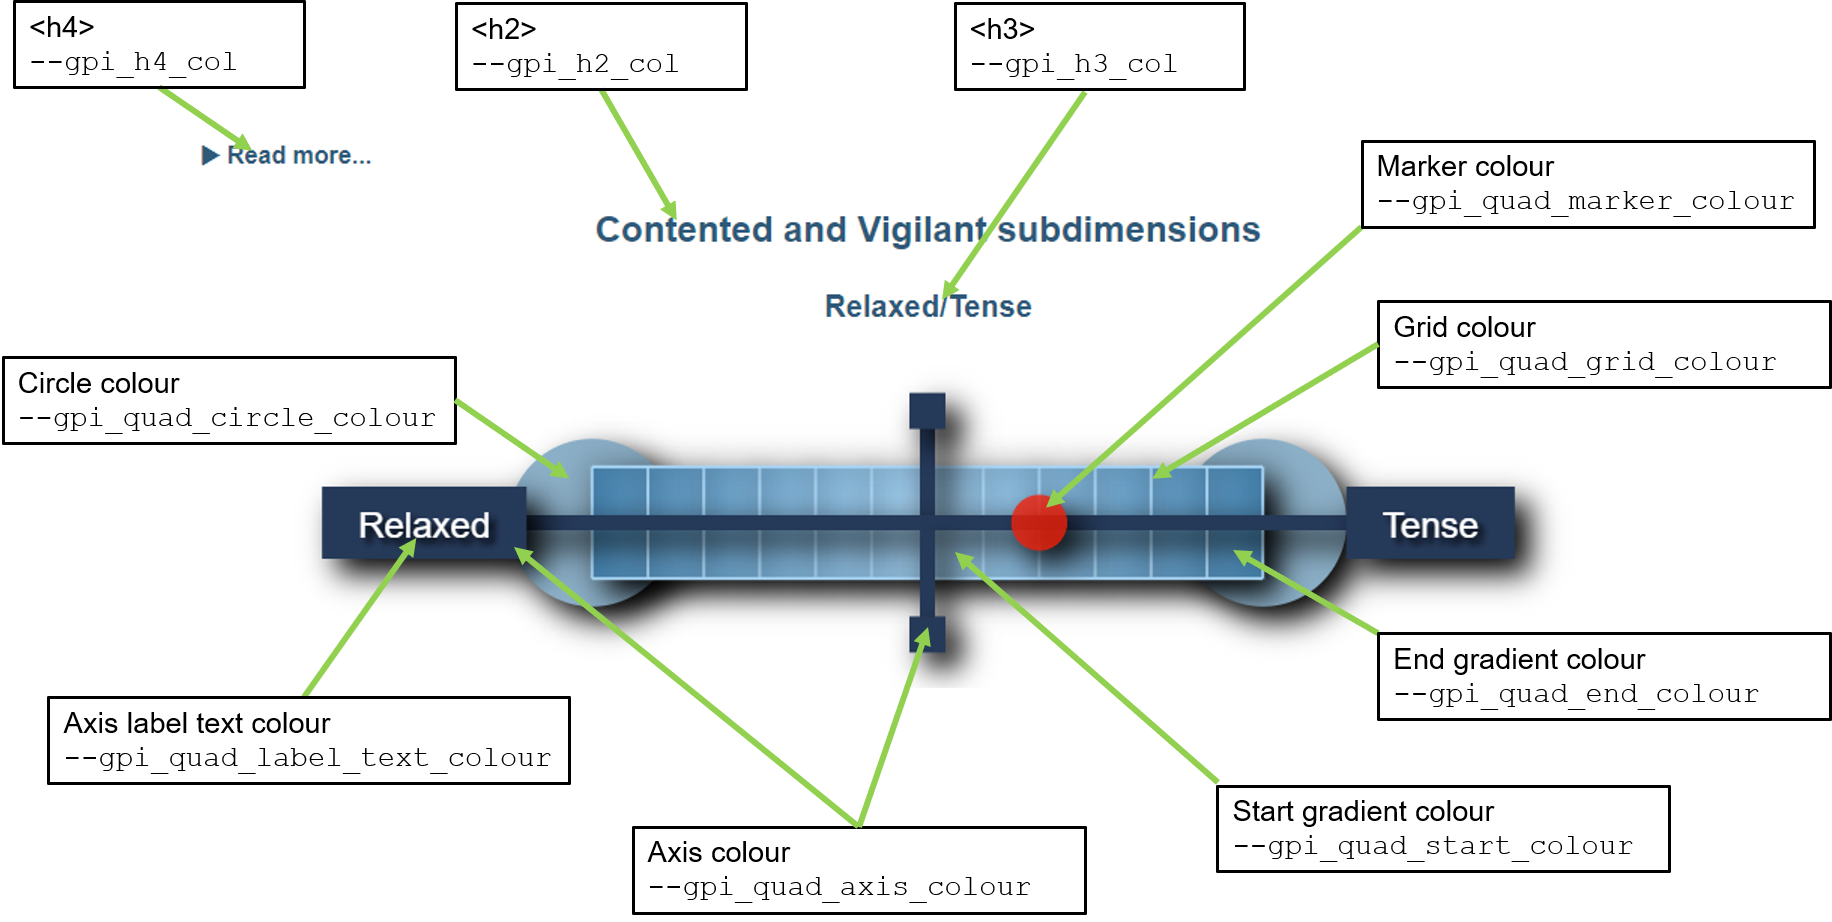 <h4>
--gpi_h4_col
<h2>
--gpi_h2_col
<h3>
--gpi_h3_col
▶ Read more...
Marker colour
--gpi_quad_marker_colour
Contented and Vigilant subdimensions
Relaxed/Tense
Grid colour
--gpi_quad_grid_colour
Circle colour
--gpi_quad_circle_colour
Relaxed
Tense
End gradient colour
--gpi_quad_end_colour
Axis label text colour
--gpi_quad_label_text_colour
Start gradient colour
--gpi_quad_start_colour
Axis colour
--gpi_quad_axis_colour